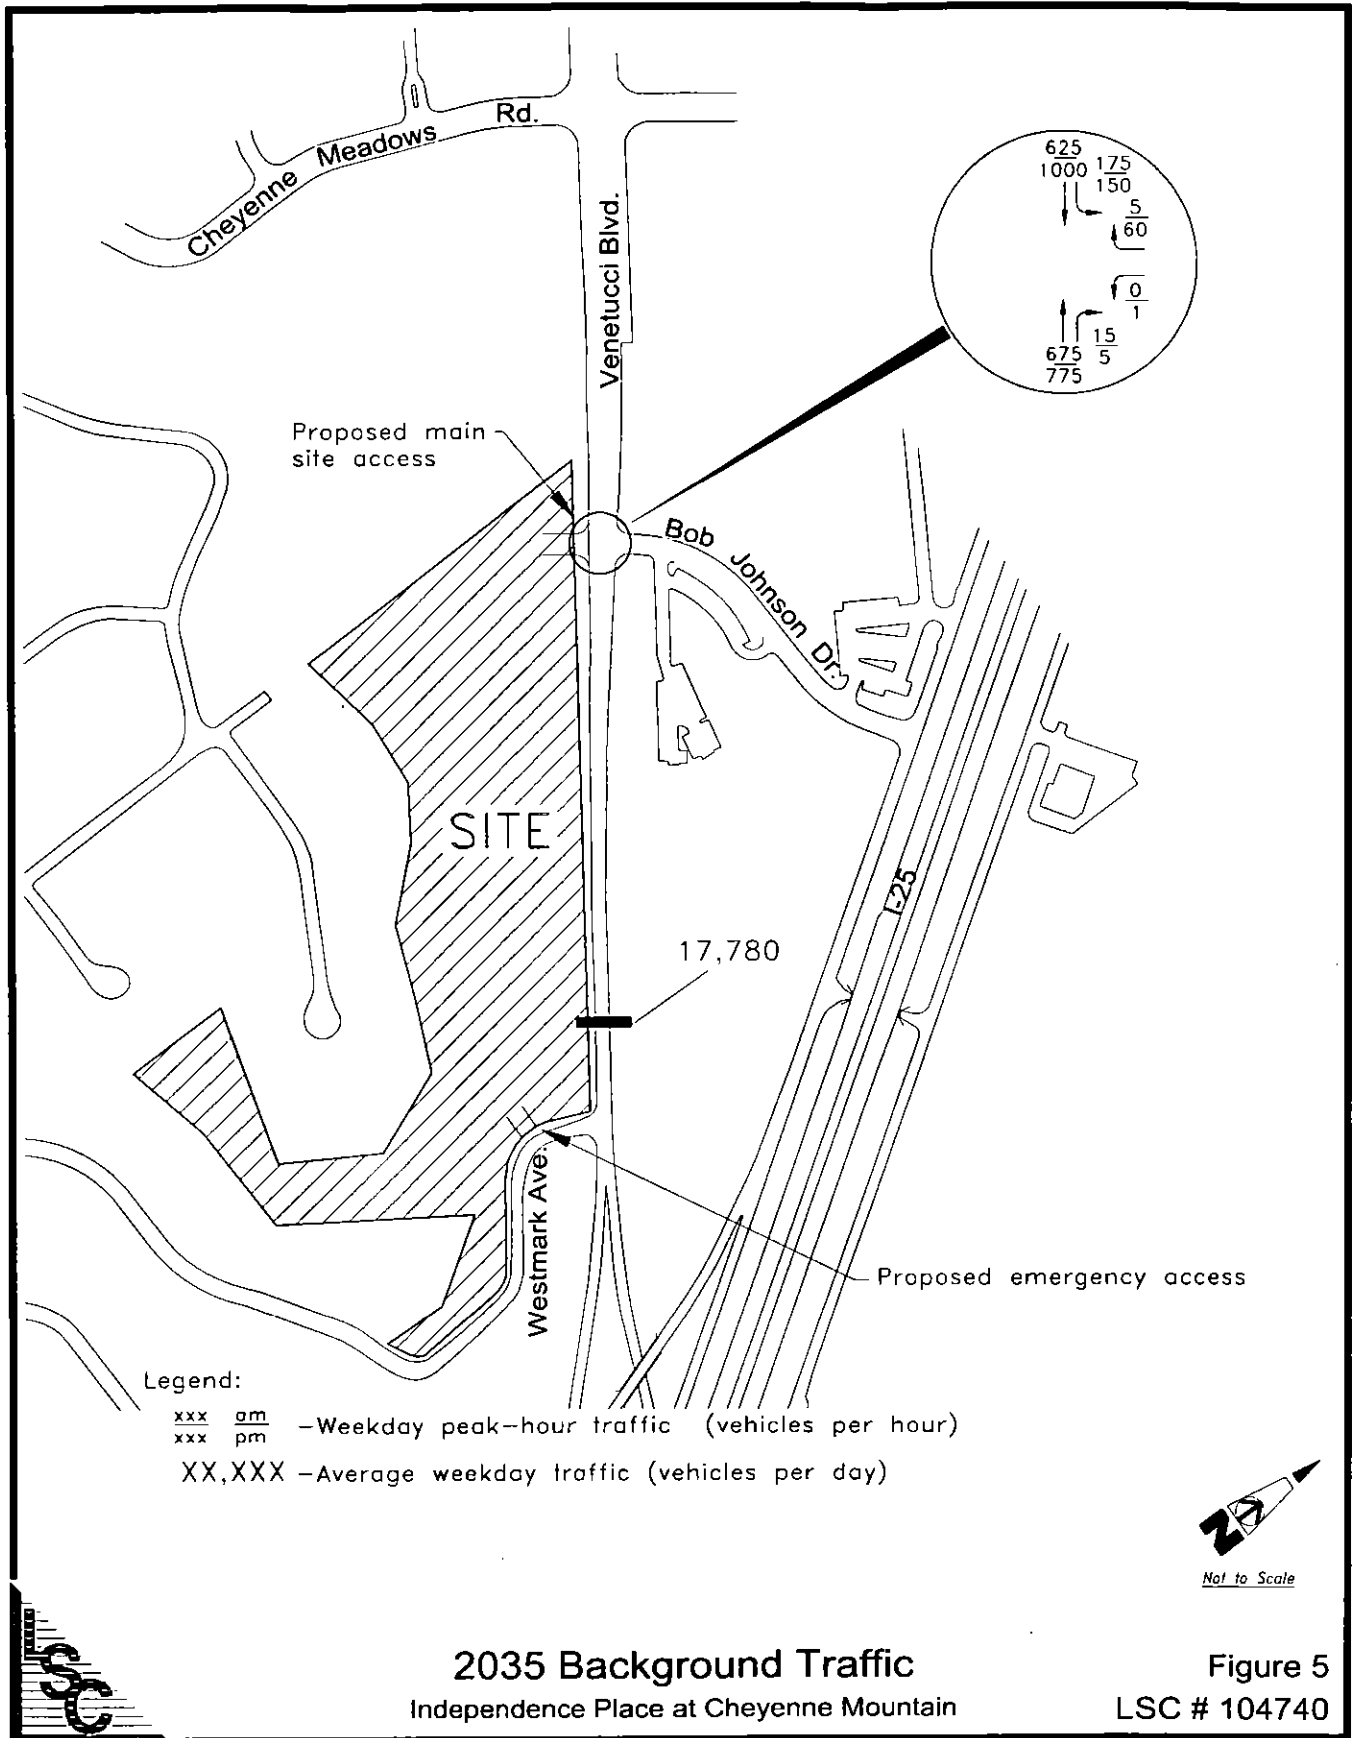 Cheyenne Meadows Rd.
Venetucci Blvd.
625
1000
175
150
5
60
0
1
15
5
675
775
Proposed main
site access
Bob Johnson Dr.
SITE
I-25
17,780
Westmark Ave.
Proposed emergency access
Legend:
xxx am
xxx pm
-Weekday peak-hour traffic (vehicles per hour)
XX,XXX -Average weekday traffic (vehicles per day)
N
Not to Scale
LSC
2035 Background Traffic
Independence Place at Cheyenne Mountain
Figure 5
LSC # 104740